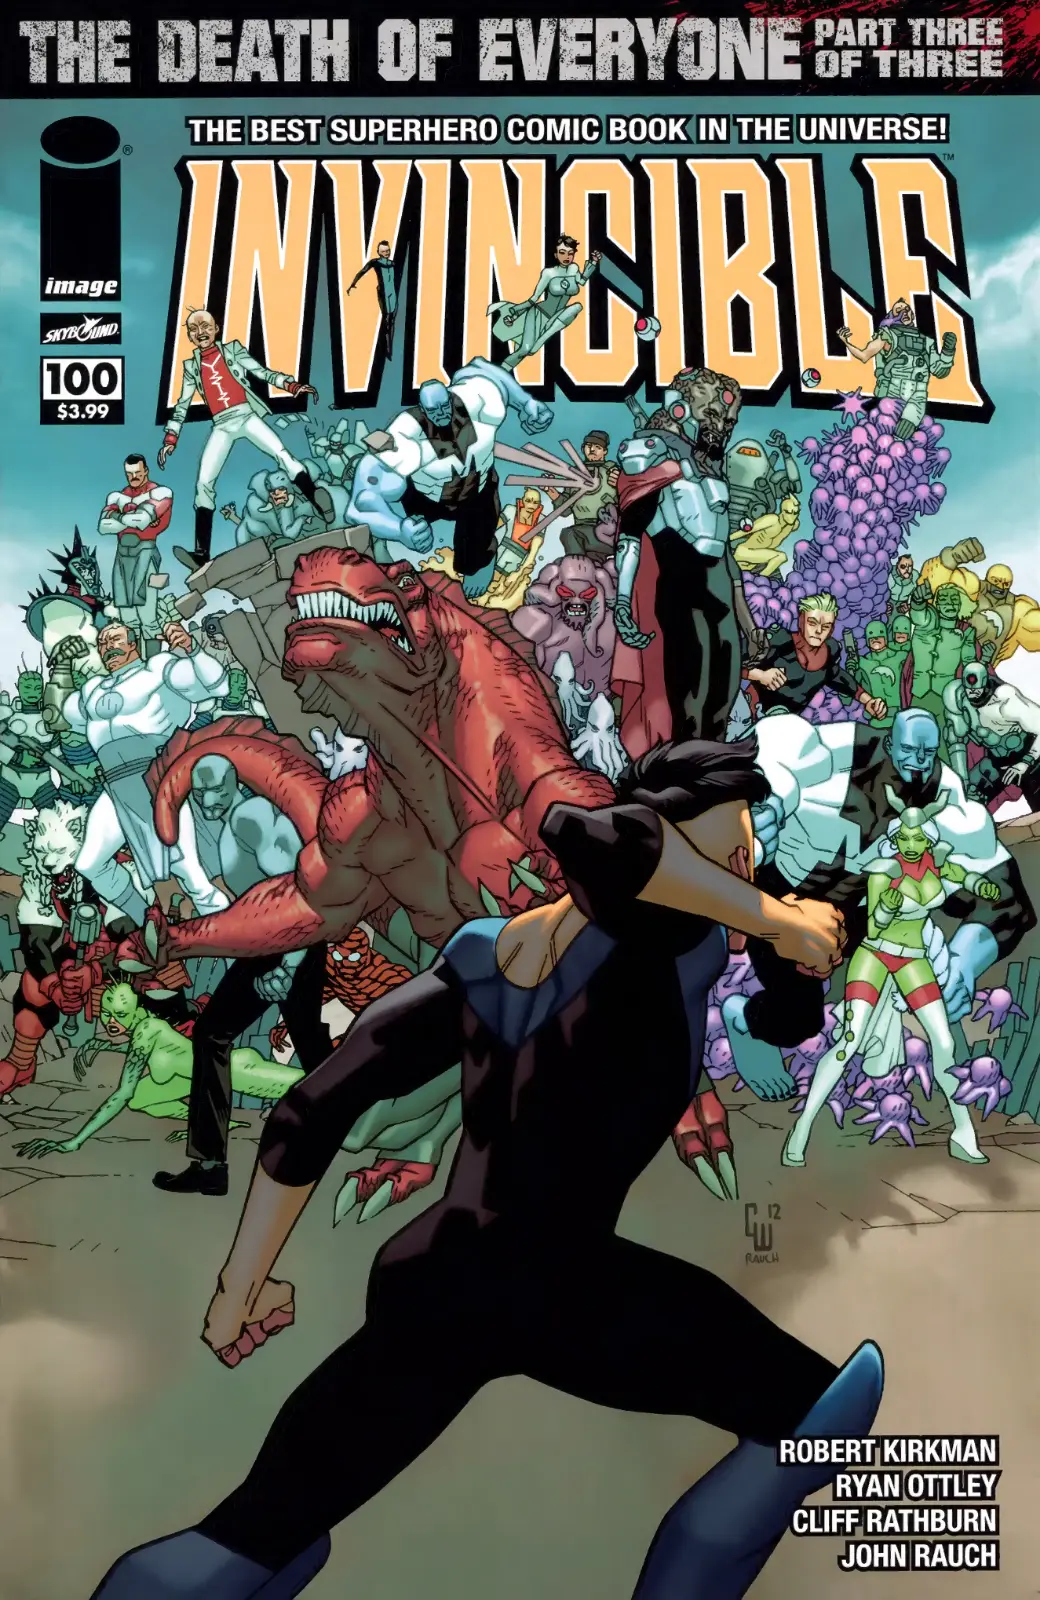 THE DEATH OF EVERYONE PART THREE
OF THREE
THE BEST SUPERHERO COMIC BOOK IN THE UNIVERSE!
INVINCIBLE™
®
image
SKYBOUND
100
$3.99
CW 12
RAUCH
ROBERT KIRKMAN
RYAN OTTLEY
CLIFF RATHBURN
JOHN RAUCH